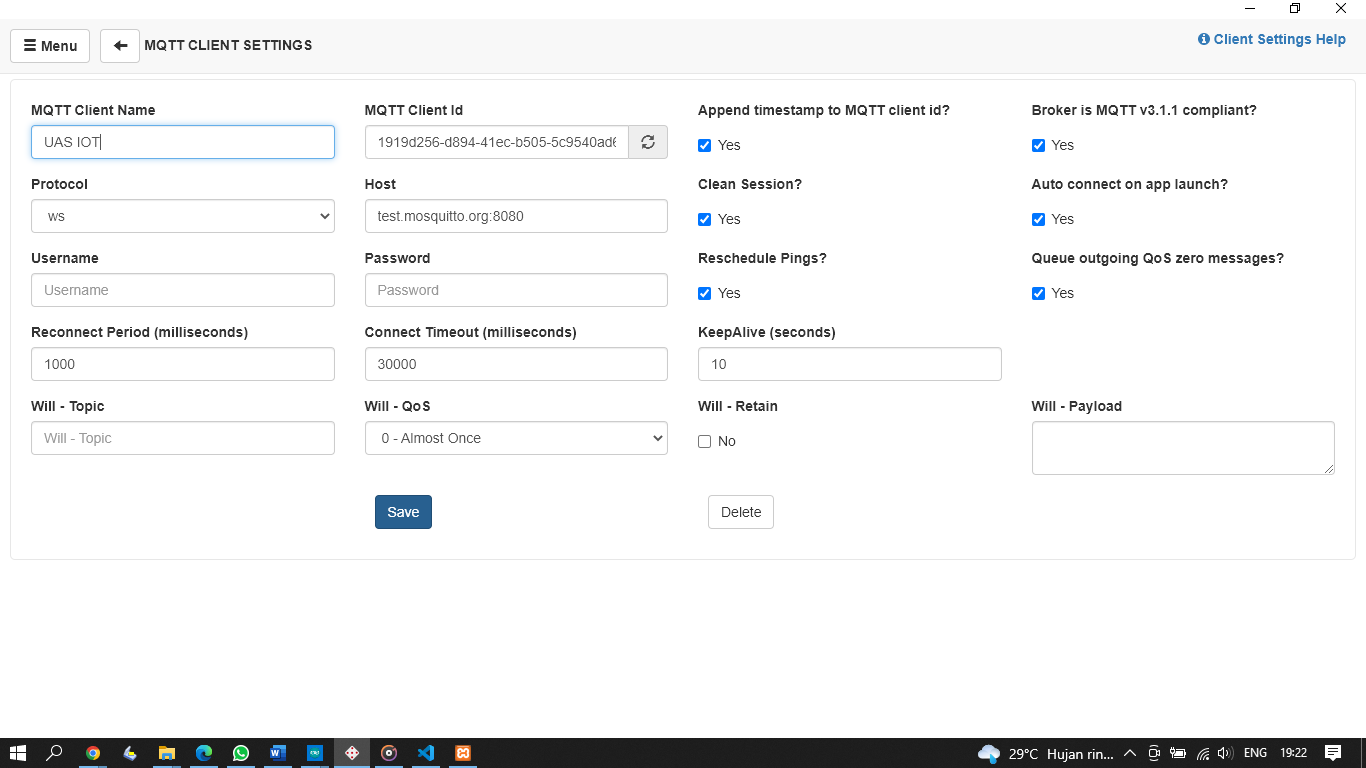 Menu
MQTT CLIENT SETTINGS
Client Settings Help
MQTT Client Name
MQTT Client Id
Append timestamp to MQTT client id?
Broker is MQTT v3.1.1 compliant?
UAS IOT
1919d256-d894-41ec-b505-5c9540ad6
Yes
Yes
Protocol
Host
Clean Session?
Auto connect on app launch?
ws
test.mosquitto.org:8080
Yes
Yes
Username
Password
Reschedule Pings?
Queue outgoing QoS zero messages?
Username
Password
Yes
Yes
Reconnect Period (milliseconds)
Connect Timeout (milliseconds)
KeepAlive (seconds)
1000
30000
10
Will - Topic
Will - QoS
Will - Retain
Will - Payload
Will - Topic
0 - Almost Once
No
Save
Delete
29°C Hujan rin...
ENG
19:22